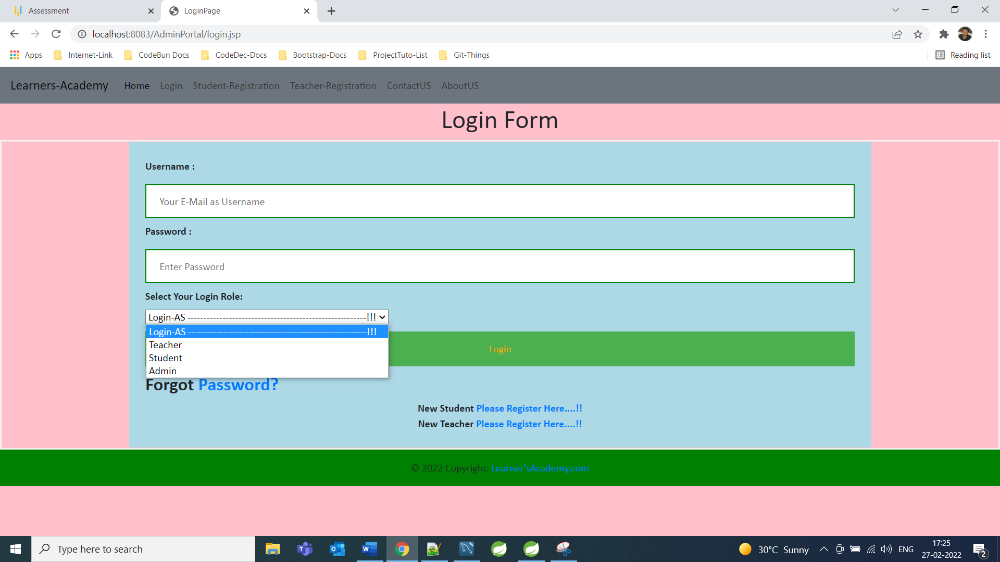 Assessment
LoginPage
localhost:8083/AdminPortal/login.jsp
Apps Internet-Link CodeBun Docs CodeDec-Docs Bootstrap-Docs ProjectTuto-List Git-Things Reading list
Learners-Academy Home Login Student-Registration Teacher-Registration ContactUS AboutUS
Login Form
Username :
Your E-Mail as Username
Password :
Enter Password
Select Your Login Role:
Login-AS --------------------------------------------------------!!!
Login-AS --------------------------------------------------------!!!
Teacher
Student
Admin
Login
Forgot Password?
New Student Please Register Here....!!
New Teacher Please Register Here....!!
© 2022 Copyright: Learner'sAcademy.com
Type here to search
30°C Sunny
ENG
17:25
27-02-2022
2